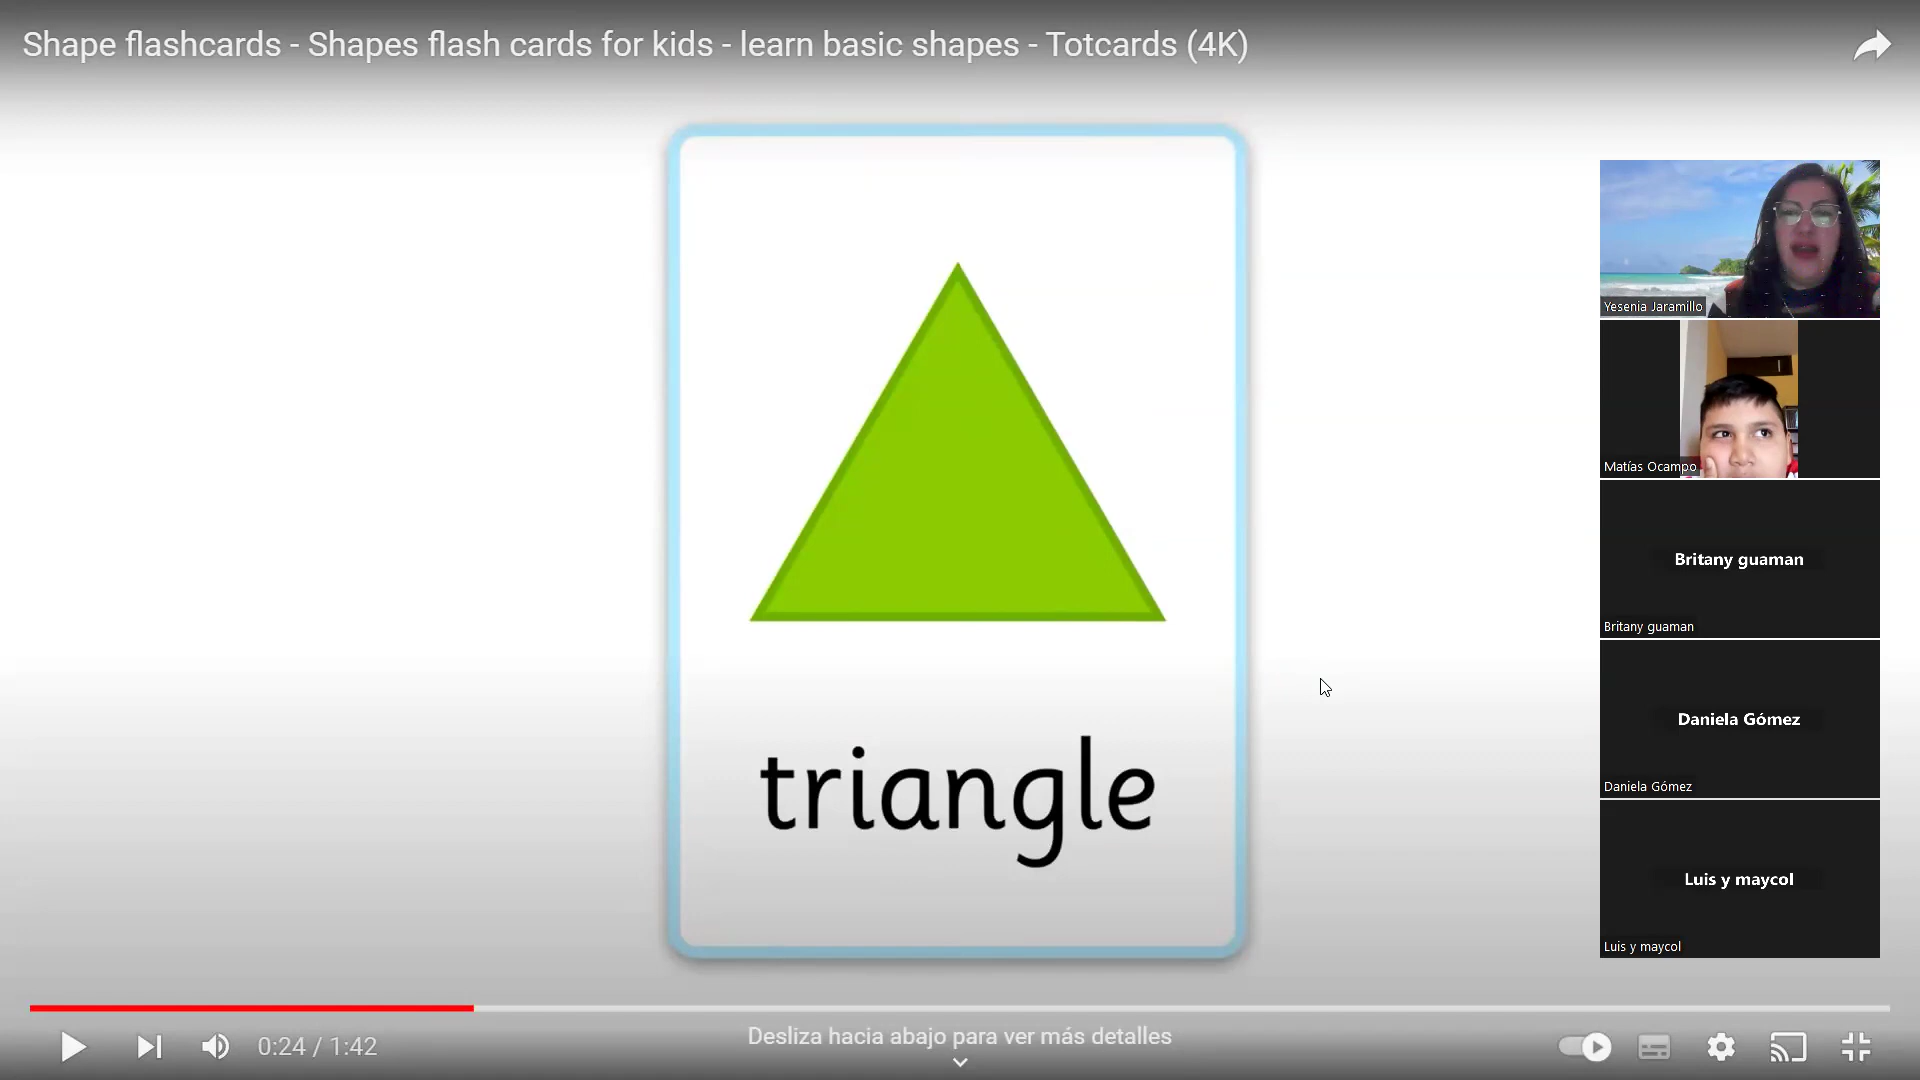 Shape flashcards - Shapes flash cards for kids - learn basic shapes - Totcards (4K)
triangle
Yesenia Jaramillo
Matías Ocampo
Britany guaman
Britany guaman
Daniela Gómez
Daniela Gómez
Luis y maycol
Luis y maycol
0:24 / 1:42
Desliza hacia abajo para ver más detalles